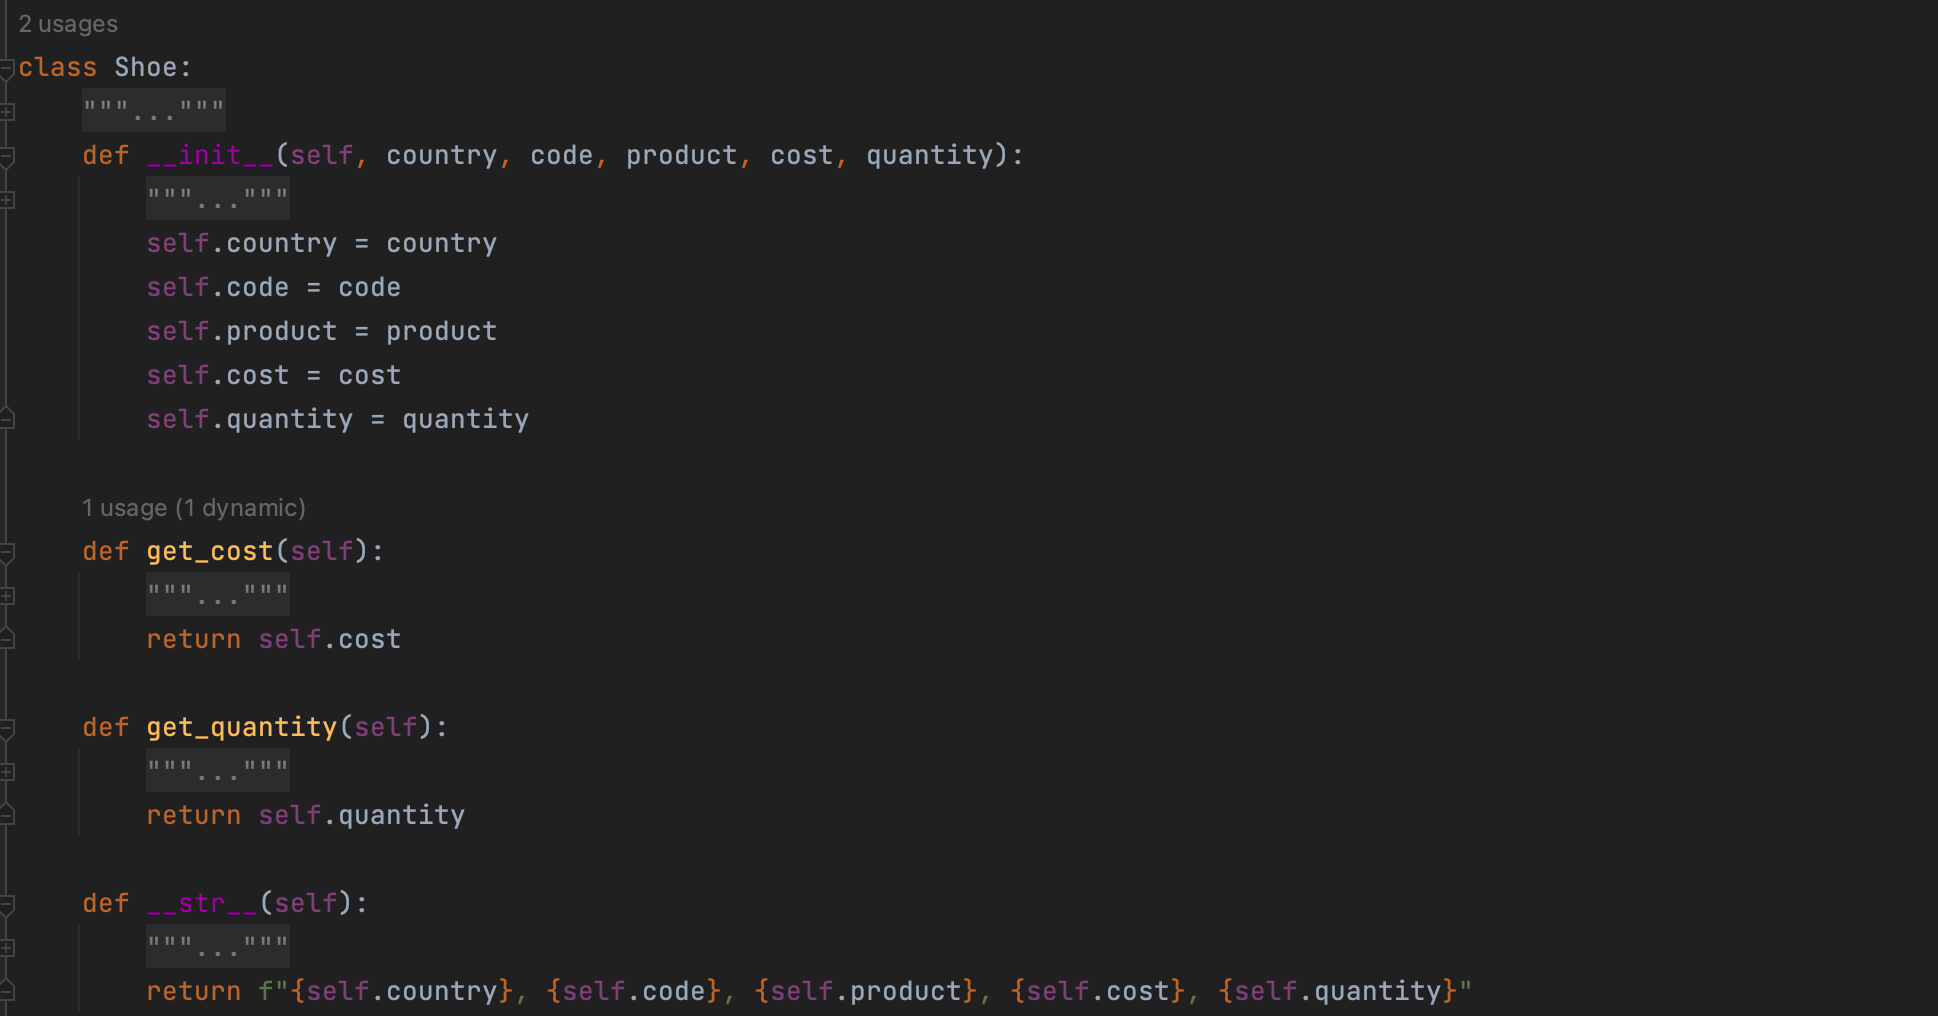 2 usages
class Shoe:
    """..."""
    def __init__(self, country, code, product, cost, quantity):
        """..."""
        self.country = country
        self.code = code
        self.product = product
        self.cost = cost
        self.quantity = quantity
    1 usage (1 dynamic)
    def get_cost(self):
        """..."""
        return self.cost
    def get_quantity(self):
        """..."""
        return self.quantity
    def __str__(self):
        """..."""
        return f"{self.country}, {self.code}, {self.product}, {self.cost}, {self.quantity}"